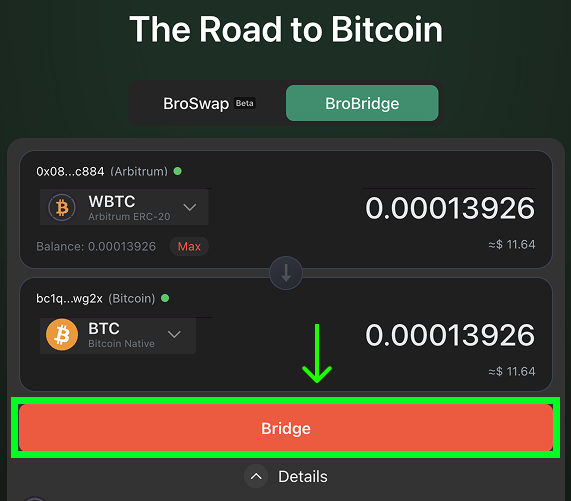 The Road to Bitcoin
BroSwap Beta
BroBridge
0x08...c884 (Arbitrum)
WBTC
Arbitrum ERC-20
0.00013926
Balance: 0.00013926 Max
≈$ 11.64
bc1q...wg2x (Bitcoin)
BTC
Bitcoin Native
0.00013926
≈$ 11.64
Bridge
Details